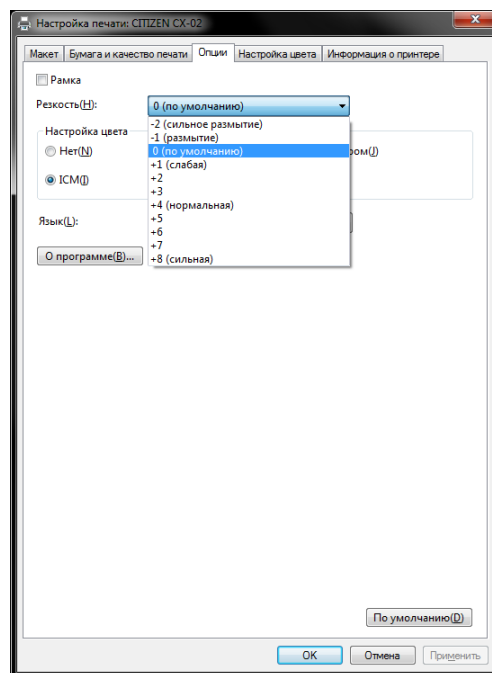 Настройка печати: CITIZEN CX-02
Макет Бумага и качество печати Опции Настройка цвета Информация о принтере
Рамка
Резкость(H): 0 (по умолчанию)
-2 (сильное размытие)
-1 (размытие)
0 (по умолчанию)
+1 (слабая)
+2
+3
+4 (нормальная)
+5
+6
+7
+8 (сильная)
Настройка цвета
Нет(N) ром(J)
ICM(I)
Язык(L):
О программе(B)...
По умолчанию(D)
OK Отмена Применить